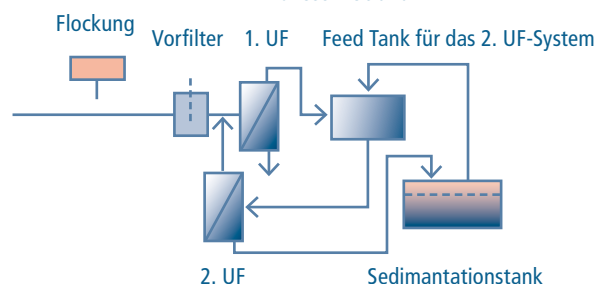 Flockung
Vorfilter
1. UF
Feed Tank für das 2. UF-System
2. UF
Sedimantationstank